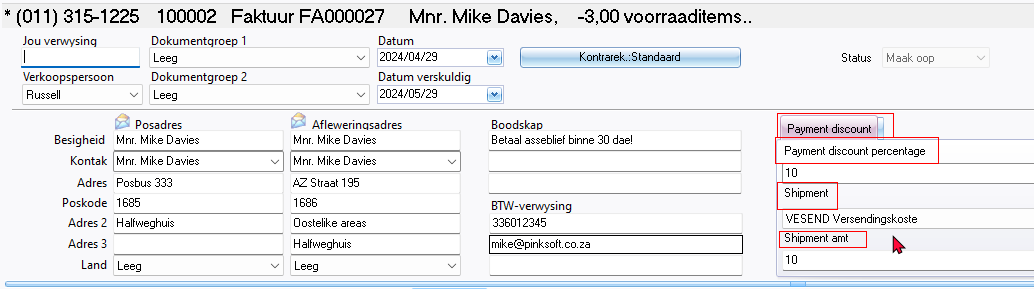 * (011) 315-1225 100002 Faktuur FA000027 Mnr. Mike Davies, -3,00 voorraaditems..
Jou verwysing Dokumentgroep 1 Datum
Leeg 2024/04/29 Kontrarek.:Standaard Status Maak oop
Verkoopspersoon Dokumentgroep 2 Datum verskuldig
Russell Leeg 2024/05/29
Posadres Afleweringsadres Boodskap Payment discount
Besigheid Mnr. Mike Davies Mnr. Mike Davies Betaal asseblief binne 30 dae!
Payment discount percentage
Kontak Mnr. Mike Davies Mnr. Mike Davies
10
Adres Posbus 333 AZ Straat 195
Shipment
Poskode 1685 1686 BTW-verwysing
Adres 2 Halfweghuis Oostelike areas 336012345 VESEND Versendingskoste
Shipment amt
Adres 3 Halfweghuis mike@pinksoft.co.za
Land Leeg Leeg 10